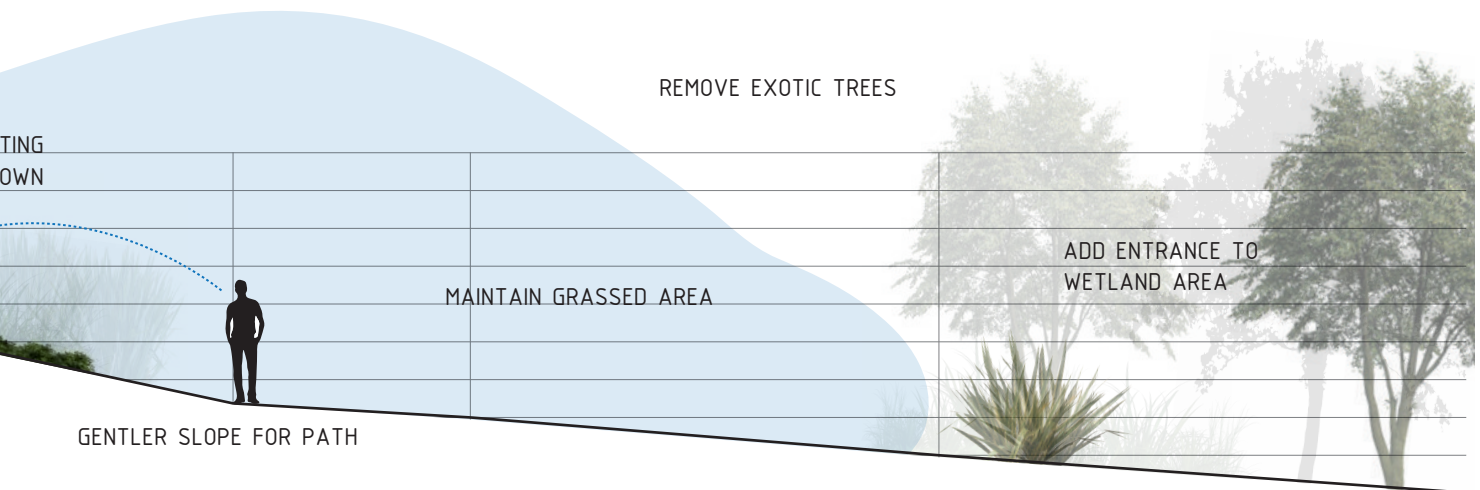 REMOVE EXOTIC TREES
TING
OWN
ADD ENTRANCE TO
WETLAND AREA
MAINTAIN GRASSED AREA
GENTLER SLOPE FOR PATH